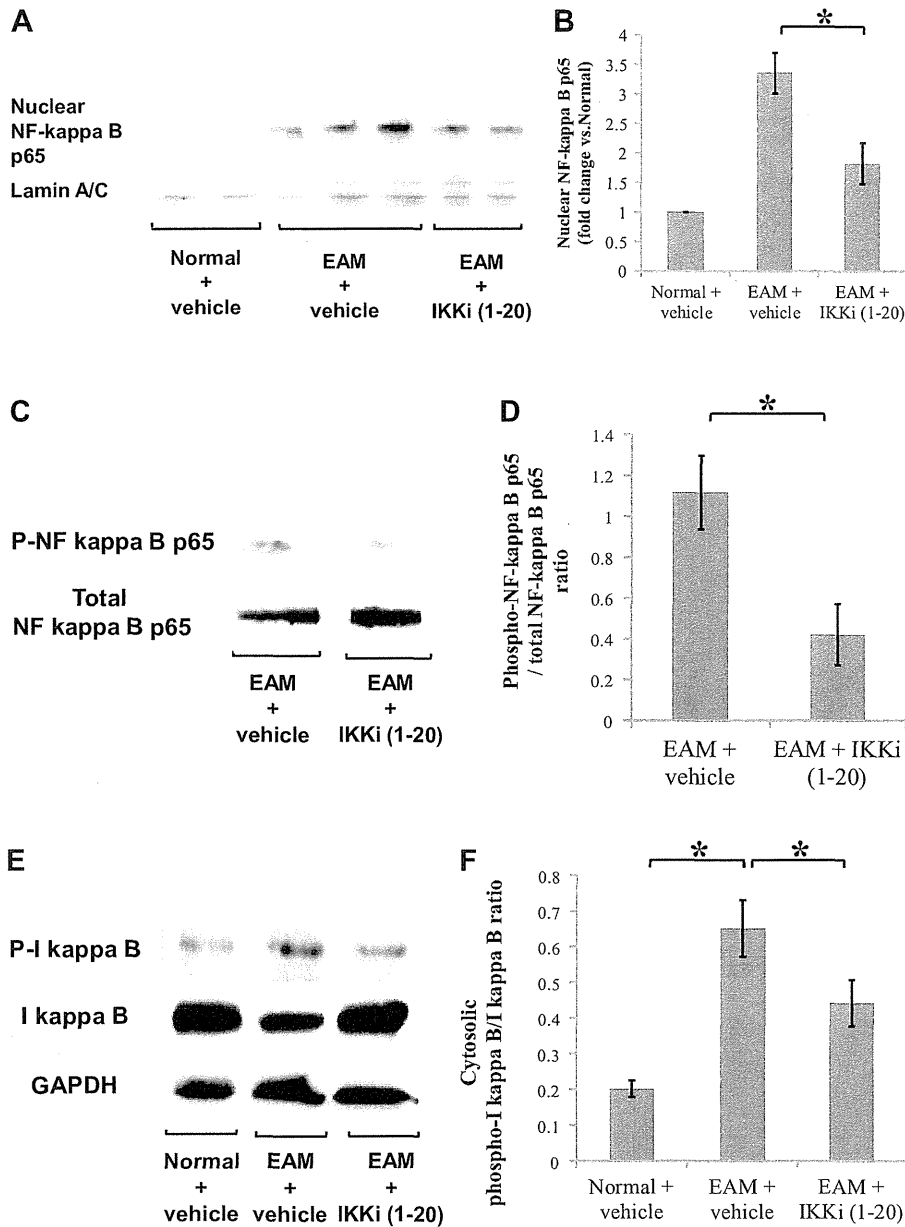 A
Nuclear
NF-kappa B
p65
Lamin A/C
Normal
+
vehicle
EAM
+
vehicle
EAM
+
IKKi (1-20)
B
*
Nuclear NF-kappa B p65
(fold change vs.Normal)
4
3.5
3
2.5
2
1.5
1
0.5
0
Normal +
vehicle
EAM +
vehicle
EAM +
IKKi (1-20)
C
P-NF kappa B p65
Total
NF kappa B p65
EAM
+
vehicle
EAM
+
IKKi (1-20)
D
*
Phospho-NF-kappa B p65
/ total NF-kappa B p65
ratio
1.4
1.2
1
0.8
0.6
0.4
0.2
0
EAM +
vehicle
EAM + IKKi
(1-20)
E
P-I kappa B
I kappa B
GAPDH
Normal
+
vehicle
EAM
+
vehicle
EAM
+
IKKi (1-20)
F
*
*
Cytosolic
phospho-I kappa B/I kappa B ratio
0.8
0.7
0.6
0.5
0.4
0.3
0.2
0.1
0
Normal +
vehicle
EAM +
vehicle
EAM +
IKKi (1-20)